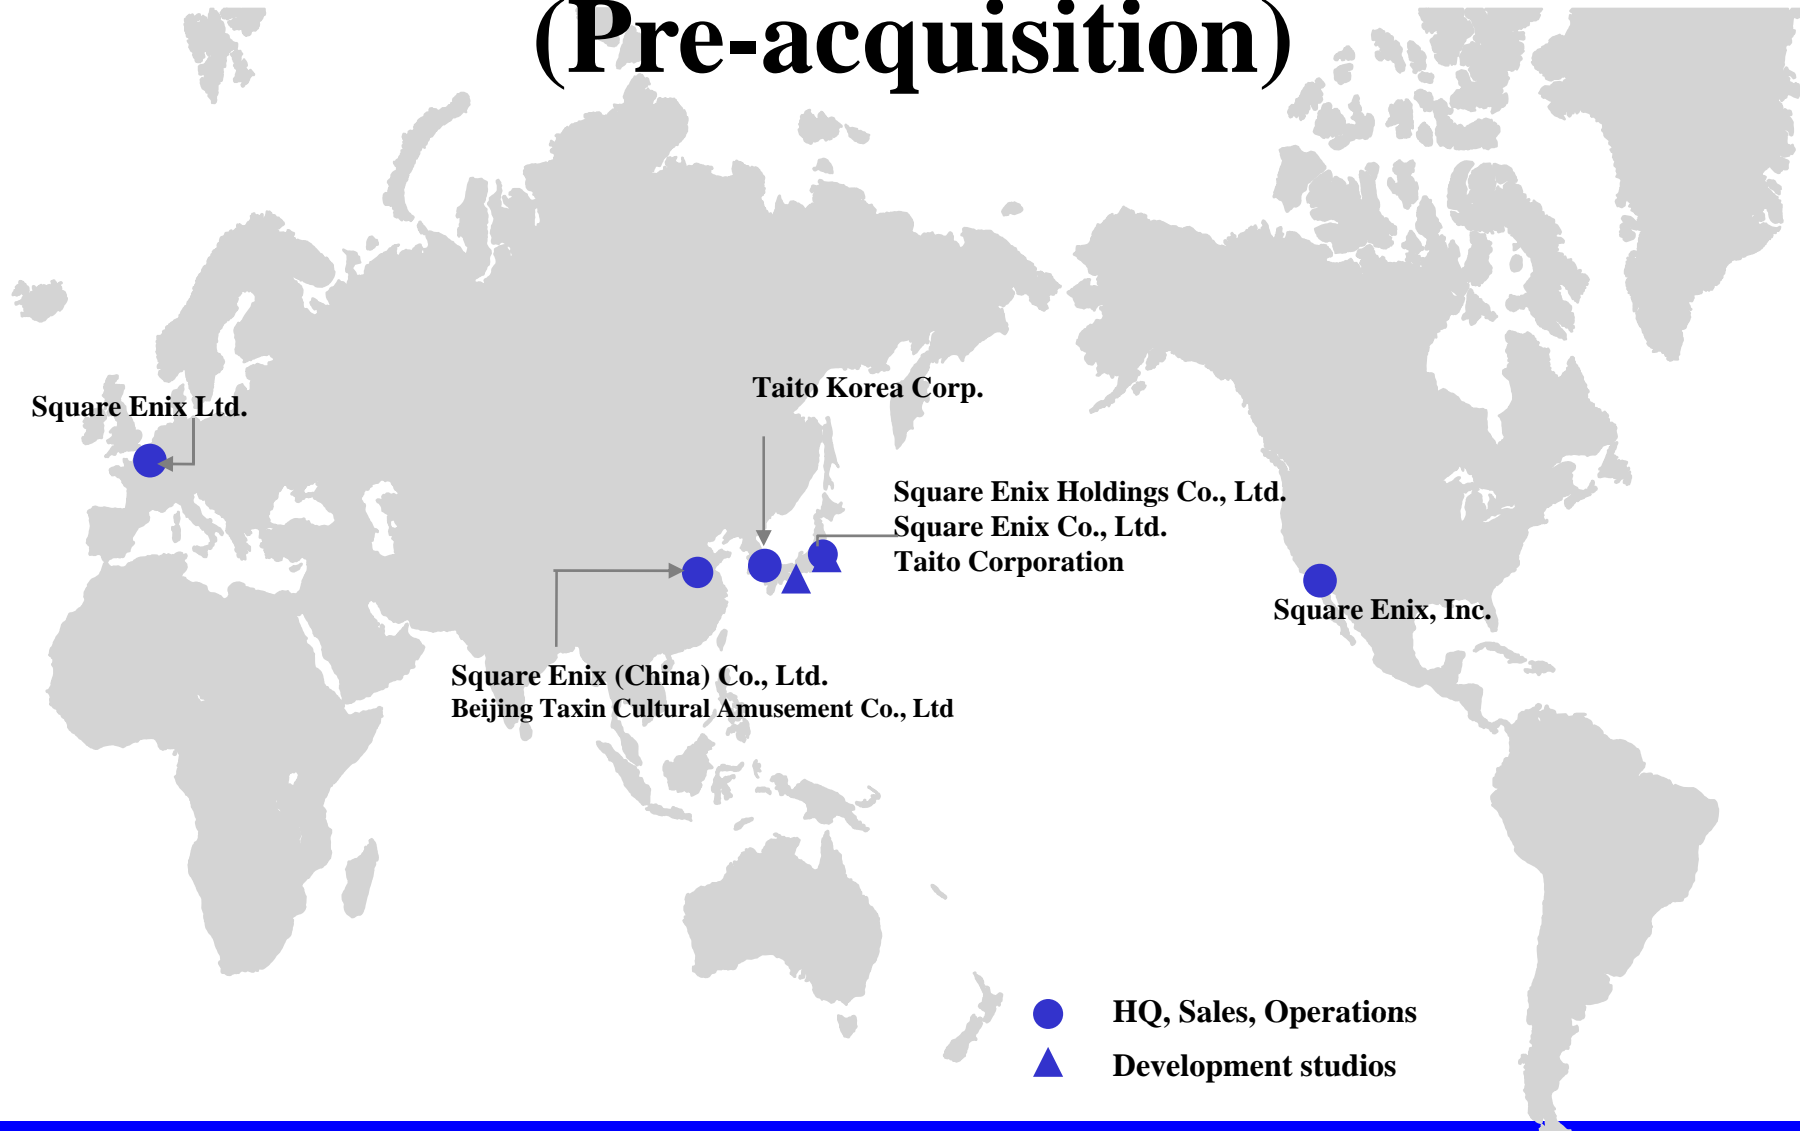 (Pre-acquisition)
Square Enix Ltd.
Taito Korea Corp.
Square Enix Holdings Co., Ltd.
Square Enix Co., Ltd.
Taito Corporation
Square Enix, Inc.
Square Enix (China) Co., Ltd.
Beijing Taxin Cultural Amusement Co., Ltd
HQ, Sales, Operations
Development studios